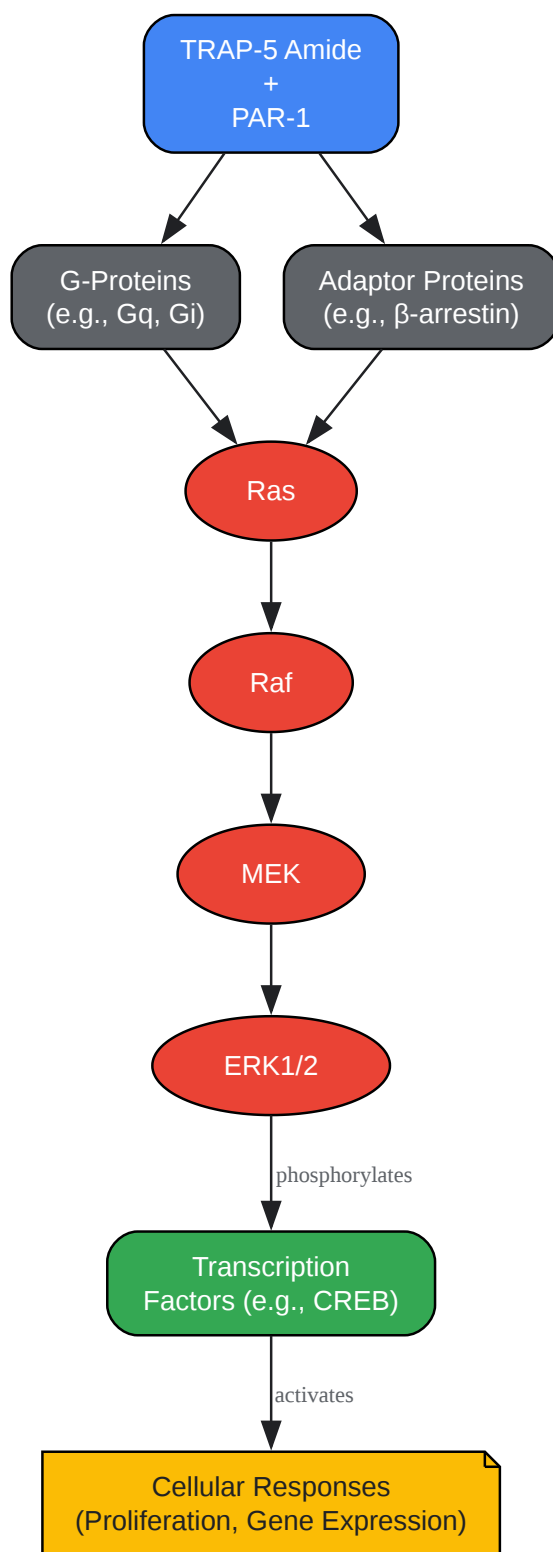 TRAP-5 Amide
+
PAR-1
G-Proteins
(e.g., Gq, Gi)
Adaptor Proteins
(e.g., β-arrestin)
Ras
Raf
MEK
ERK1/2
phosphorylates
Transcription
Factors (e.g., CREB)
activates
Cellular Responses
(Proliferation, Gene Expression)